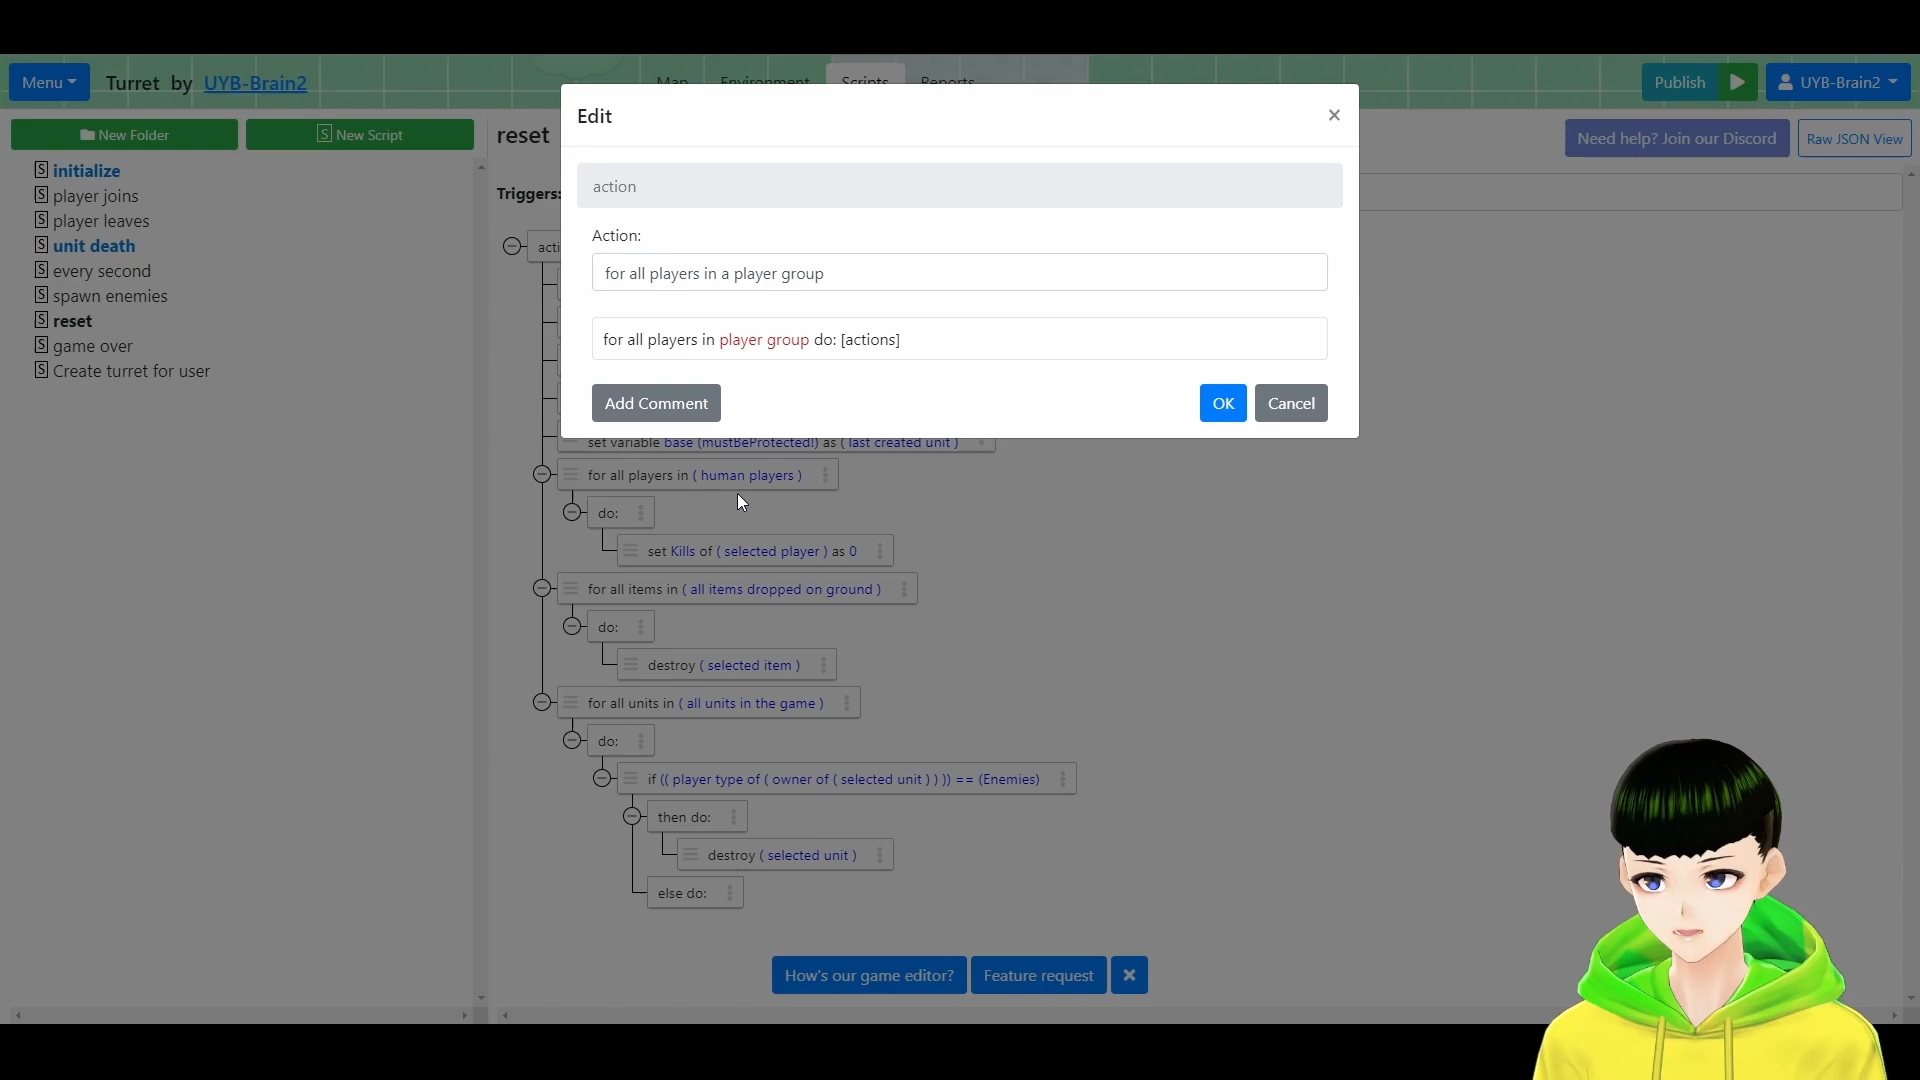 Menu
Turret by UYB-Brain2
Map Environment Scripts Reports
Publish
UYB-Brain2
New Folder
New Script
reset
Need help? Join our Discord
Raw JSON View
Triggers:
initialize
player joins
player leaves
unit death
every second
spawn enemies
reset
game over
Create turret for user
Edit
action
Action:
for all players in a player group
for all players in player group do: [actions]
Add Comment
OK
Cancel
acti
set variable base (mustBeProtected!) as ( last created unit )
for all players in ( human players )
do:
set Kills of ( selected player ) as 0
for all items in ( all items dropped on ground )
do:
destroy ( selected item )
for all units in ( all units in the game )
do:
if (( player type of ( owner of ( selected unit ) ) )) == (Enemies)
then do:
destroy ( selected unit )
else do:
How's our game editor?
Feature request